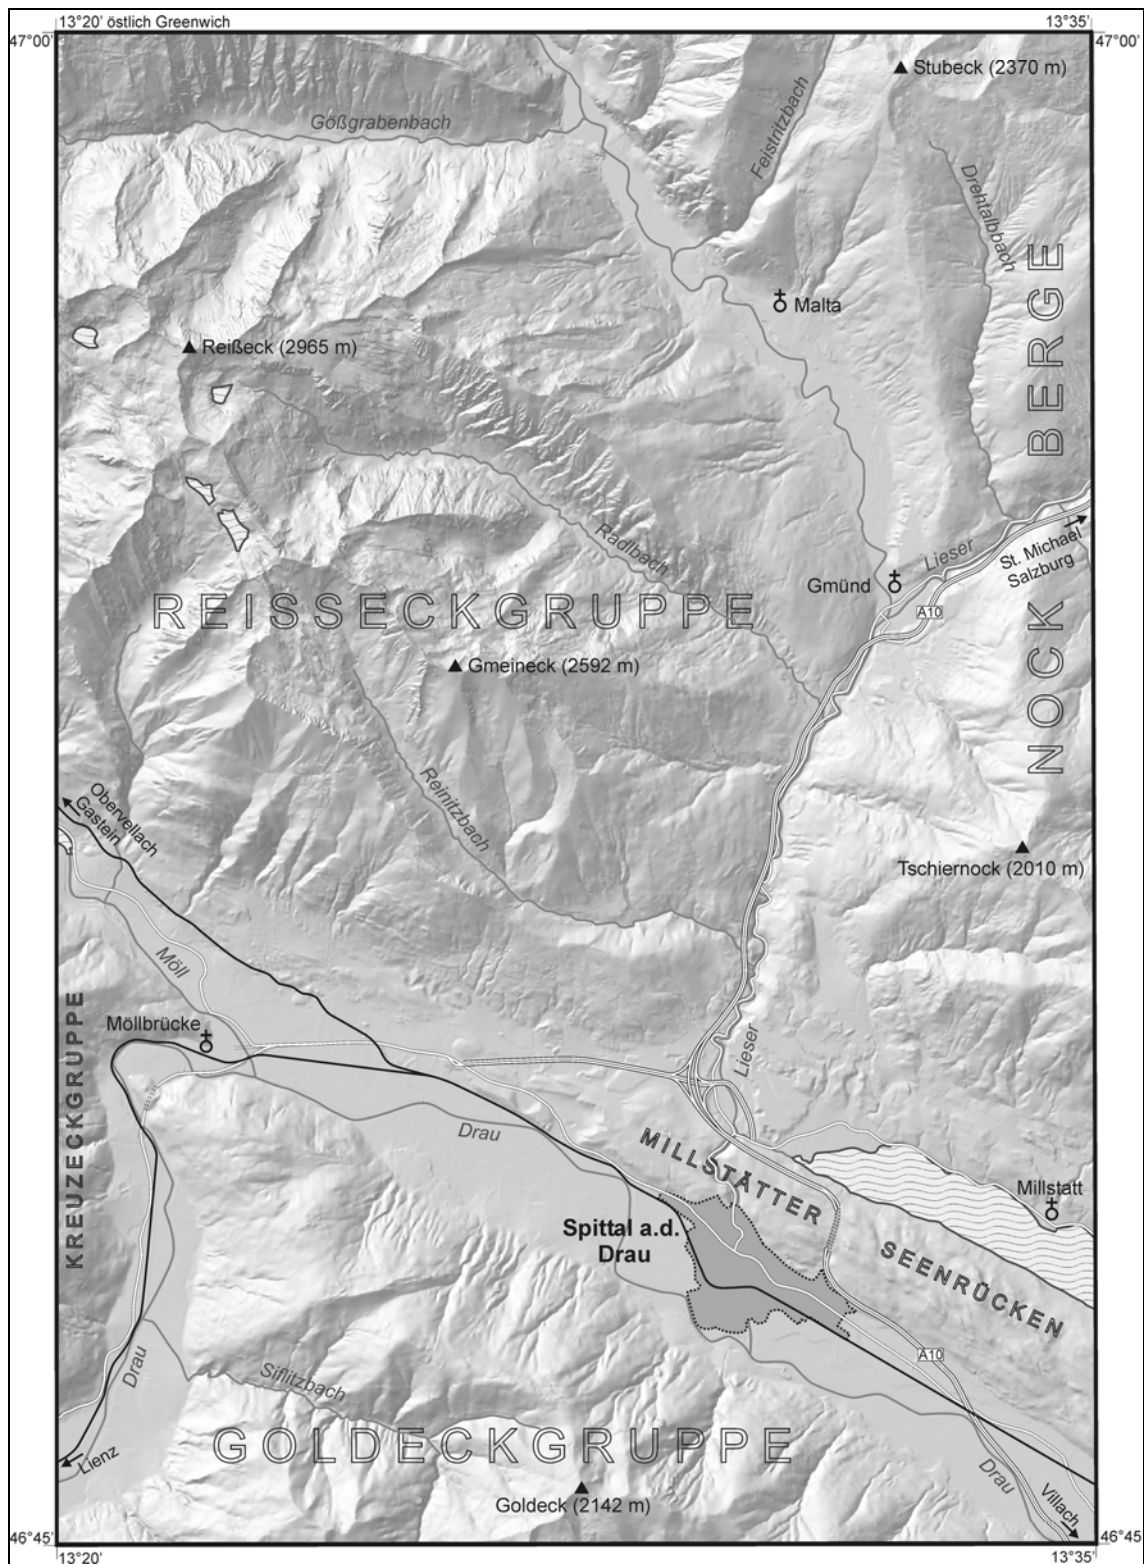 13°20' östlich Greenwich
13°35'
47°00'
47°00'
Stubeck (2370 m)
Gößgrabenbach
Feistritzbach
Drehtalbbach
Malta
Reißeck (2965 m)
NOCK BERGE
Radlbach
Lieser
St. Michael
Salzburg
Gmünd
A10
REISSECKGRUPPE
Gmeineck (2592 m)
Reinitzbach
Obervellach
Gastein
Tschiernock (2010 m)
Möll
Möllbrücke
KREUZECKGRUPPE
Lieser
Drau
MILLSTÄTTER
SEENRÜCKEN
Millstatt
Spittal a.d.
Drau
Drau
Siflitzbach
A10
GOLDECKGRUPPE
Lienz
Goldeck (2142 m)
Drau
Villach
46°45'
46°45'
13°20'
13°35'